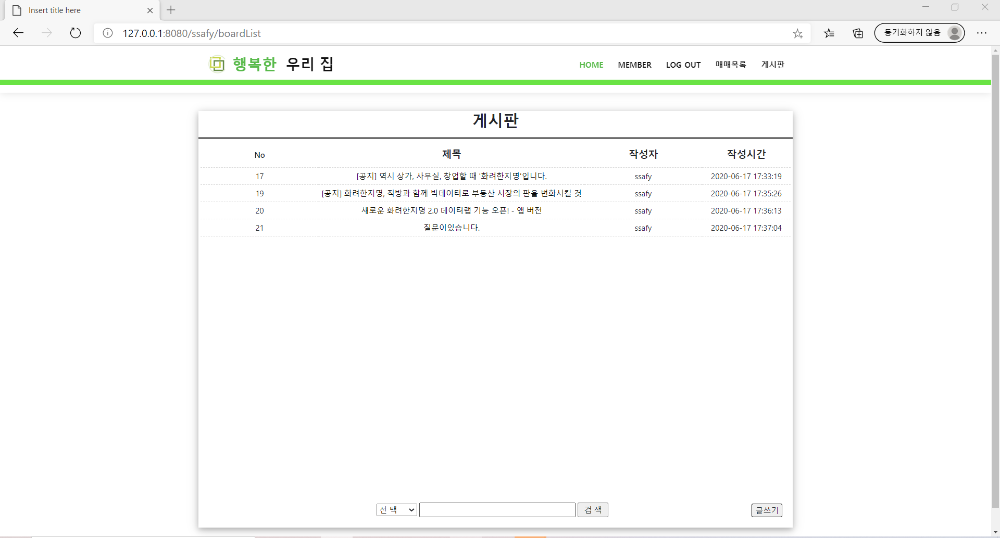 Insert title here
127.0.0.1:8080/ssafy/boardList
동기화하지 않음
행복한 우리 집
HOME MEMBER LOG OUT 매매목록 게시판
게시판
No 제목 작성자 작성시간
17 [공지] 역시 상가, 사무실, 창업할 때 '화려한지명'입니다. ssafy 2020-06-17 17:33:19
19 [공지] 화려한지명, 직방과 함께 빅데이터로 부동산 시장의 판을 변화시킬 것 ssafy 2020-06-17 17:35:26
20 새로운 화려한지명 2.0 데이터랩 기능 오픈! - 앱 버전 ssafy 2020-06-17 17:36:13
21 질문이있습니다. ssafy 2020-06-17 17:37:04
선 택 검 색 글쓰기